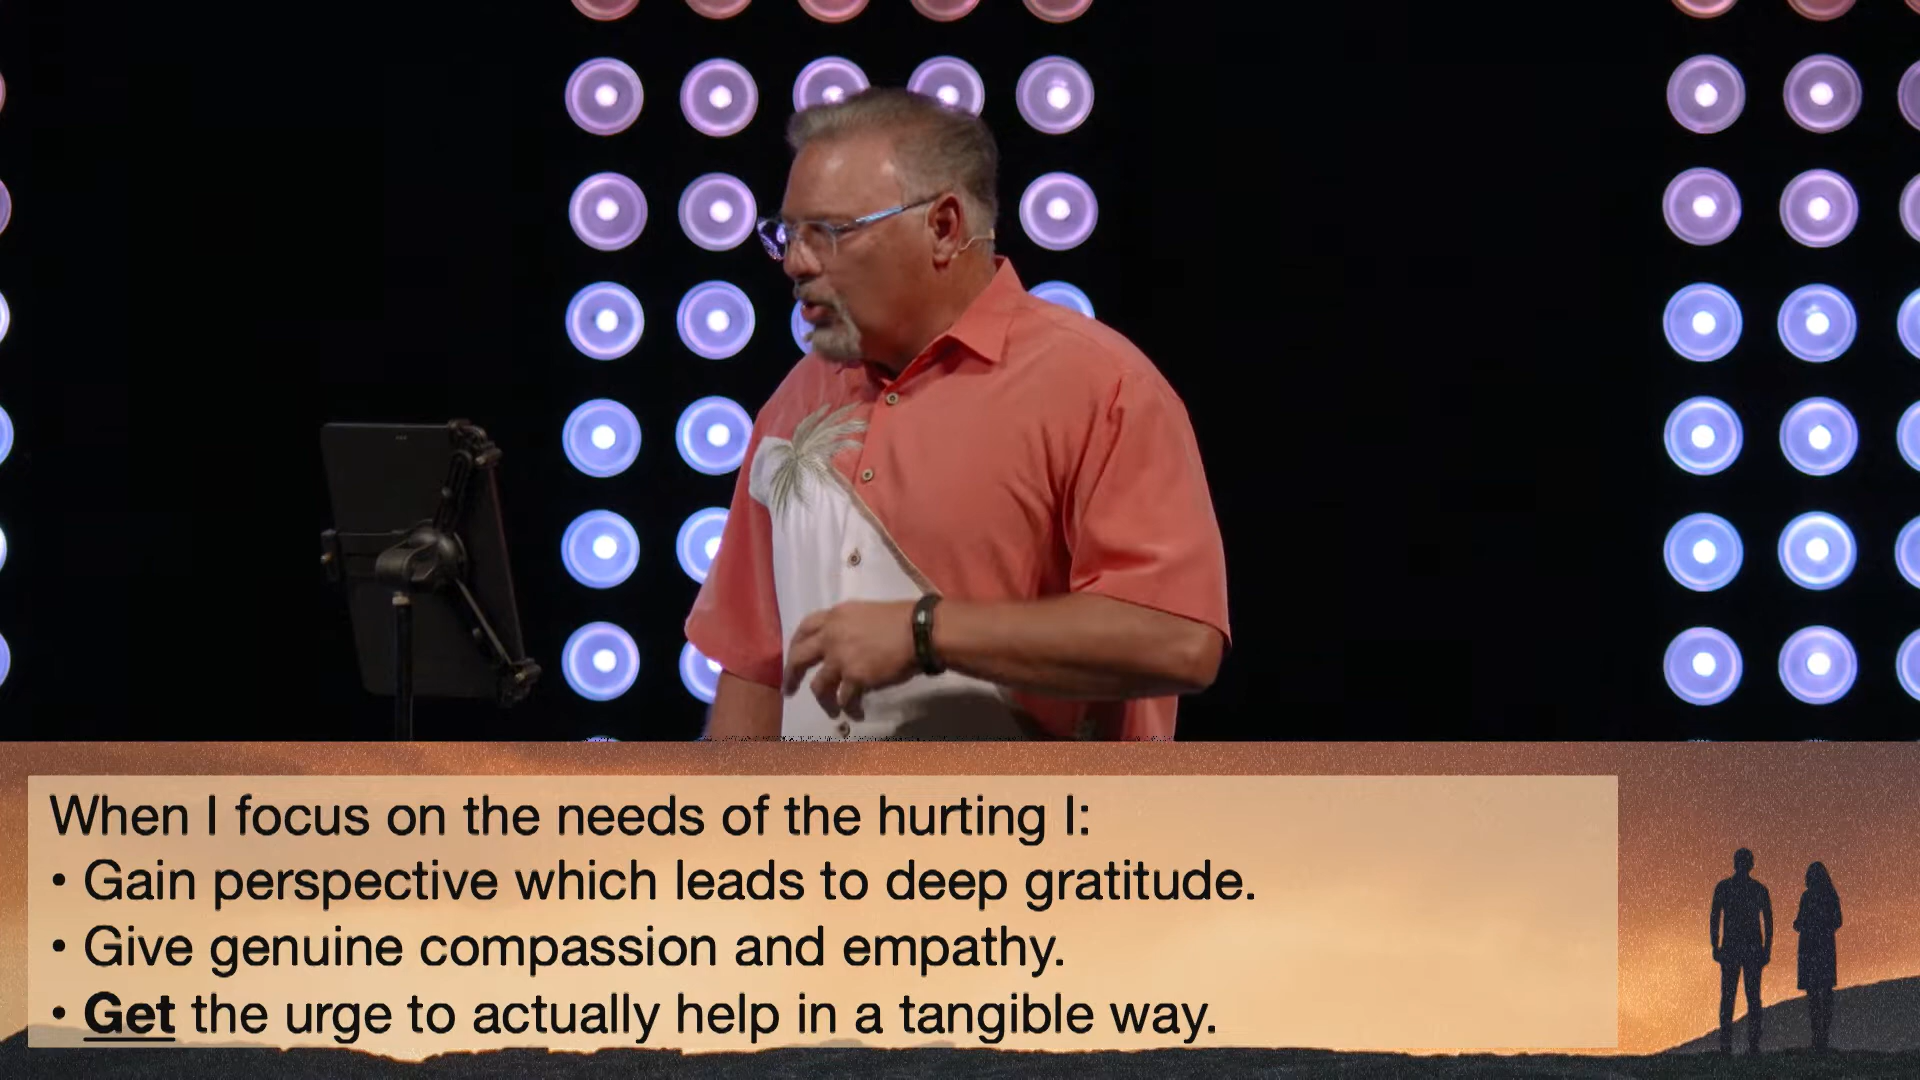 When I focus on the needs of the hurting I:
• Gain perspective which leads to deep gratitude.
• Give genuine compassion and empathy.
• Get the urge to actually help in a tangible way.